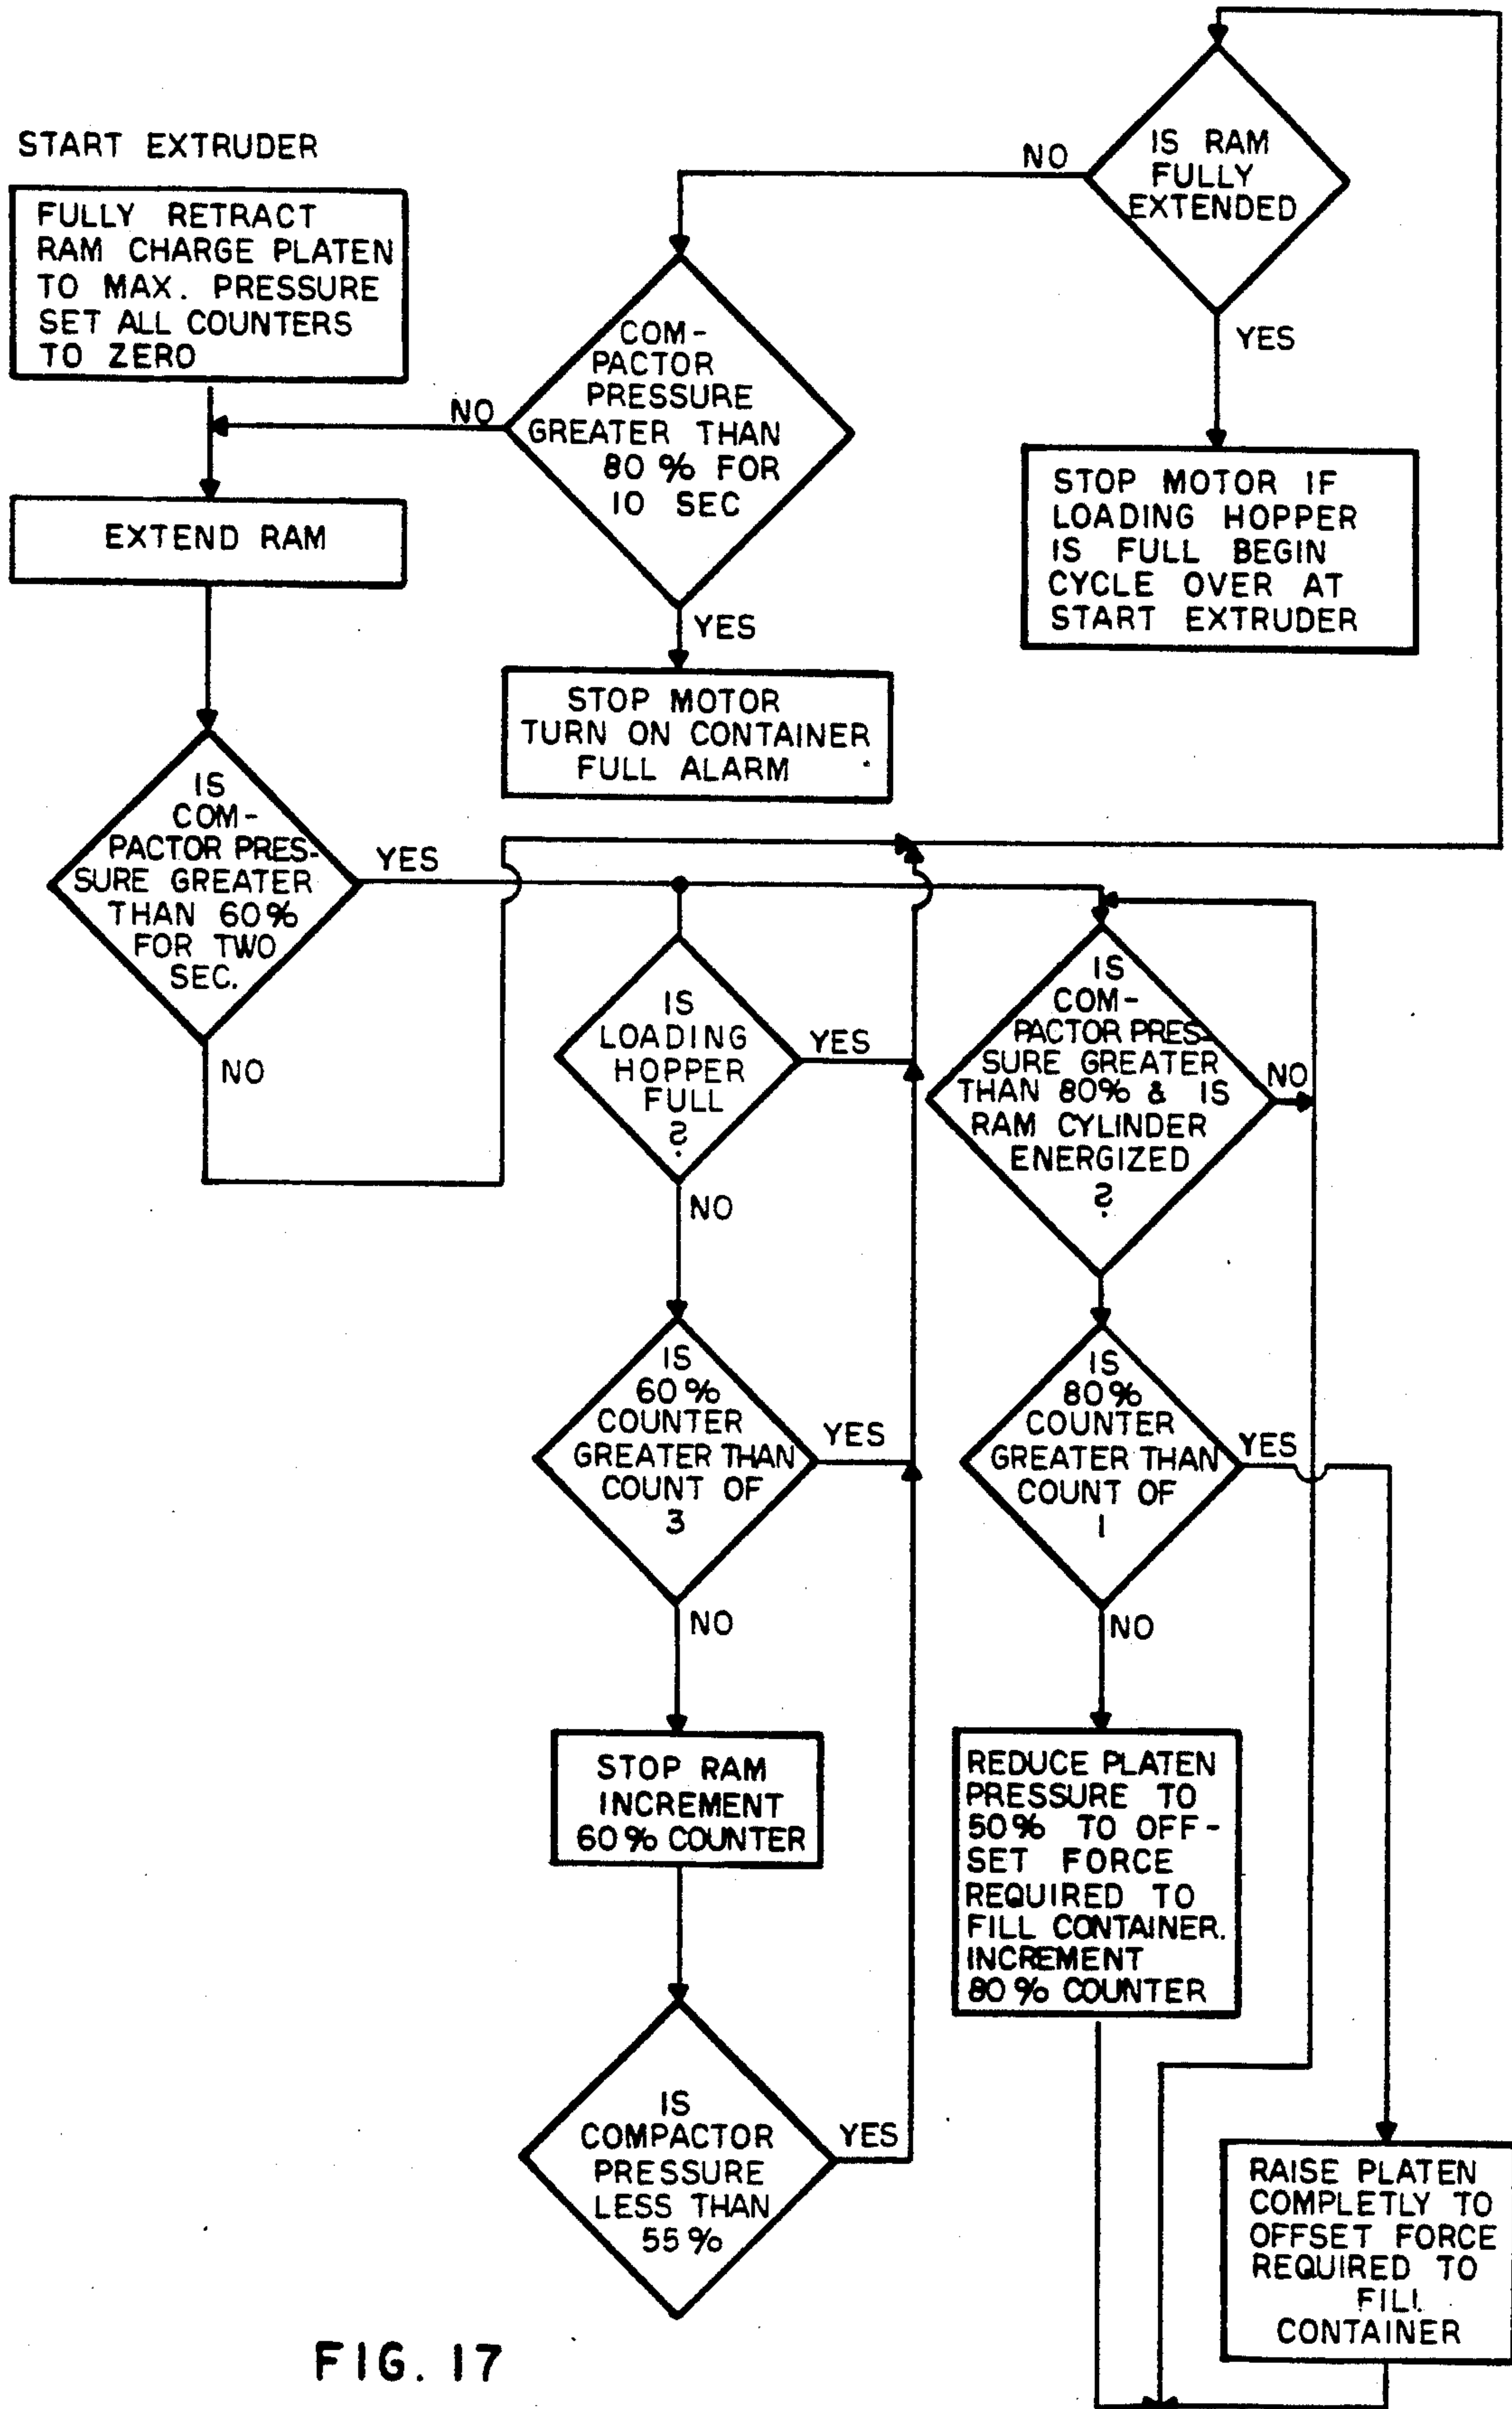 START EXTRUDER
FULLY RETRACT
RAM CHARGE PLATEN
TO MAX. PRESSURE
SET ALL COUNTERS
TO ZERO
EXTEND RAM
IS
COM-
PACTOR PRES-
SURE GREATER
THAN 60%
FOR TWO
SEC.
YES
NO
IS RAM
FULLY
EXTENDED
NO
YES
COM-
PACTOR
PRESSURE
GREATER THAN
80% FOR
10 SEC
NO
YES
STOP MOTOR
TURN ON CONTAINER
FULL ALARM
STOP MOTOR IF
LOADING HOPPER
IS FULL BEGIN
CYCLE OVER AT
START EXTRUDER
IS
LOADING
HOPPER
FULL
?
YES
NO
IS
60%
COUNTER
GREATER THAN
COUNT OF
3
YES
NO
STOP RAM
INCREMENT
60% COUNTER
IS
COMPACTOR
PRESSURE
LESS THAN
55%
YES
IS
COM-
PACTOR PRES-
SURE GREATER
THAN 80% & IS
RAM CYLINDER
ENERGIZED
?
NO
IS
80%
COUNTER
GREATER THAN
COUNT OF
1
YES
NO
REDUCE PLATEN
PRESSURE TO
50% TO OFF-
SET FORCE
REQUIRED TO
FILL CONTAINER.
INCREMENT
80% COUNTER
RAISE PLATEN
COMPLETLY TO
OFFSET FORCE
REQUIRED TO
FILL
CONTAINER
FIG. 17